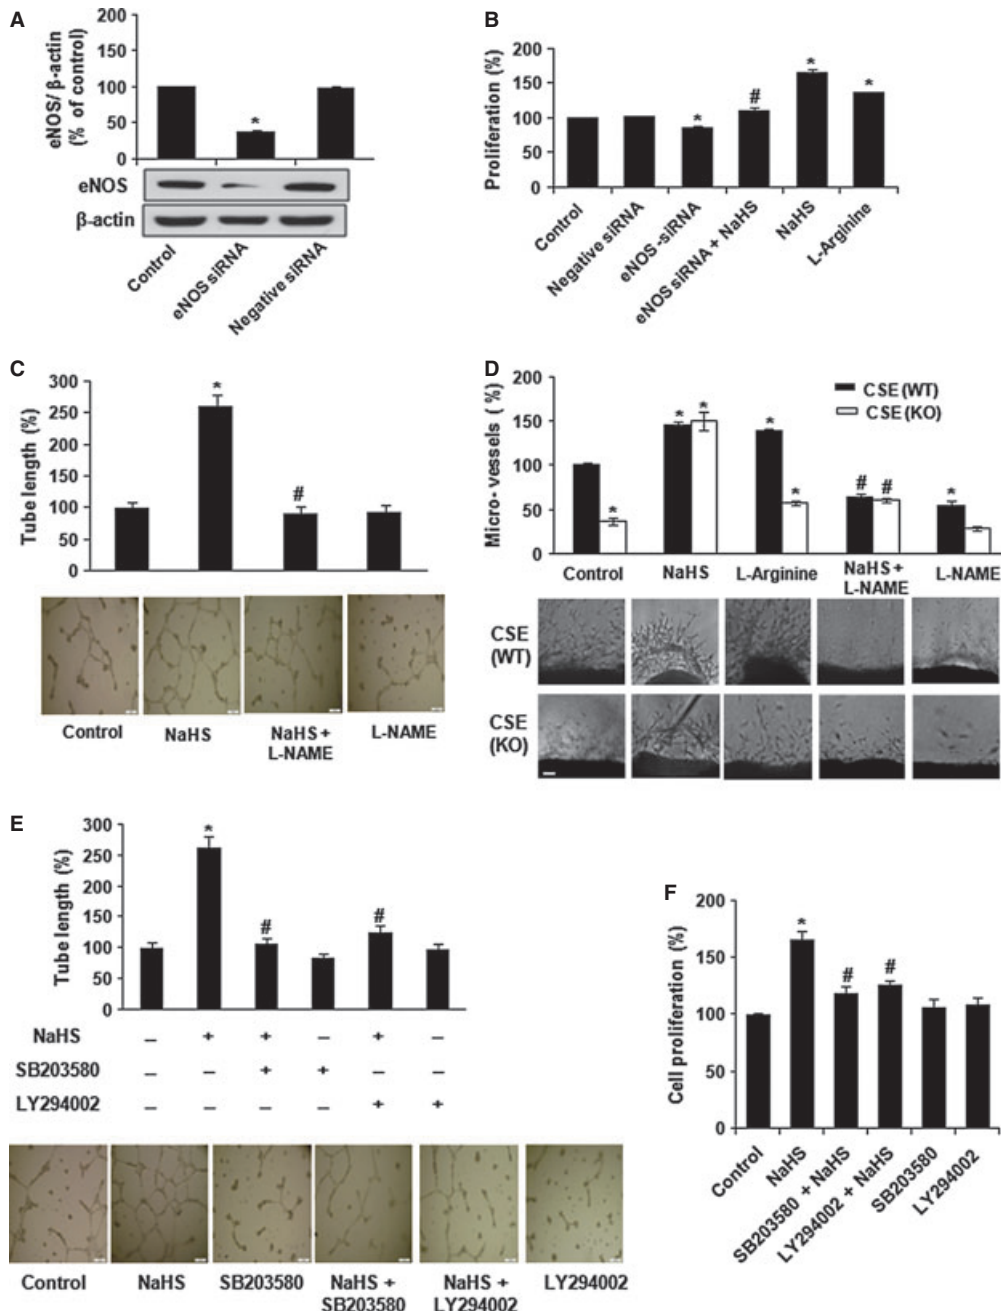 A
eNOS/ β-actin
(% of control)
200
150
100
50
0
*
eNOS
β-actin
Control
eNOS siRNA
Negative siRNA
B
Proliferation (%)
200
150
100
50
0
*
#
*
*
Control
Negative siRNA
eNOS -siRNA
eNOS siRNA + NaHS
NaHS
L-Arginine
C
Tube length (%)
300
250
200
150
100
50
0
*
#
Control
NaHS
NaHS +
L-NAME
L-NAME
D
Micro- vessels ( %)
200
150
100
50
0
CSE (WT)
CSE (KO)
*
* *
*
*
# #
*
Control
NaHS
L-Arginine
NaHS +
L-NAME
L-NAME
CSE
(WT)
CSE
(KO)
E
Tube length (%)
300
250
200
150
100
50
0
*
#
#
NaHS – + + – + –
SB203580 – – + + – –
LY294002 – – – – + +
Control
NaHS
SB203580
NaHS +
SB203580
NaHS +
LY294002
LY294002
F
Cell proliferation (%)
200
150
100
50
0
*
#
#
Control
NaHS
SB203580 + NaHS
LY294002 + NaHS
SB203580
LY294002